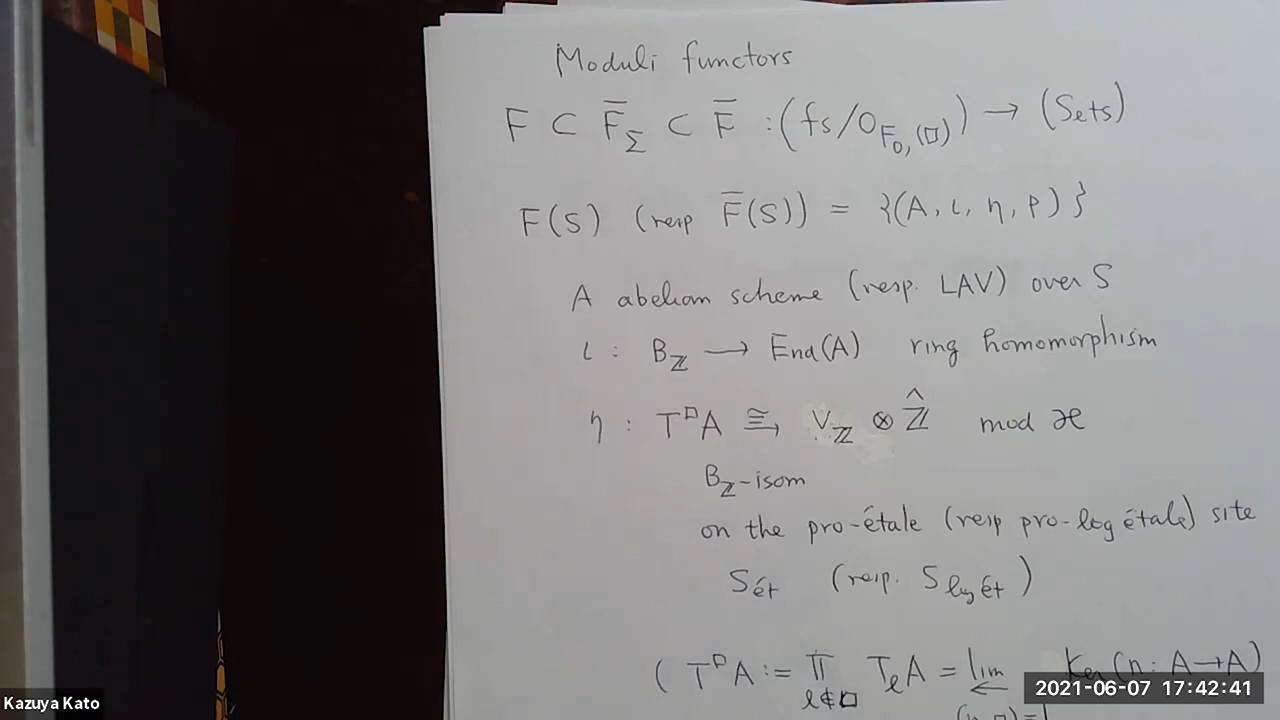 Moduli functors
F ⊂ F̄_Σ ⊂ F̄ : (fs/O_{F_0,(□)}) → (Sets)
F(S) (resp F̄(S)) = {(A, ι, η, p)}
A abelian scheme (resp. LAV) over S
ι : B_ℤ → End(A) ring homomorphism
η : T^□A ≅→ V_ℤ ⊗ ℤ̂ mod 𝓗
B_ℤ-isom
on the pro-étale (resp pro-log étale) site
S_ét (resp. S_log ét)
( T^□A := ∏_{ℓ∉□} T_ℓA = lim← Ker(n : A→A)
(n, □)=1
Kazuya Kato
2021-06-07 17:42:41